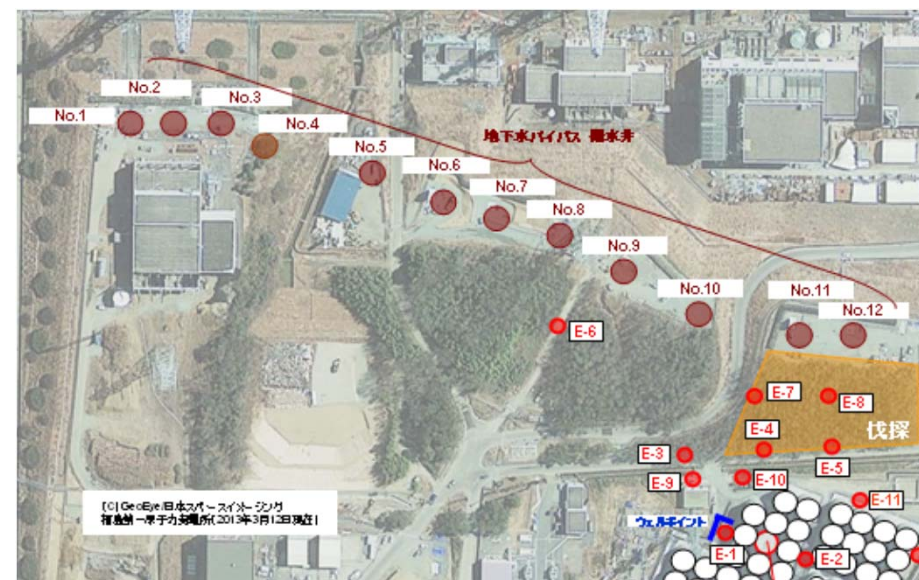 No.1
No.2
No.3
No.4
No.5
No.6
No.7
No.8
No.9
No.10
No.11
No.12
地下水バイパス 揚水井
E-6
E-7
E-8
伐採
E-4
E-5
E-3
E-9
E-10
E-11
ウェルポイント
E-1
E-2
(C)GeoEye/日本スペースイメージング
福島第一原子力発電所(2013年3月12日現在)